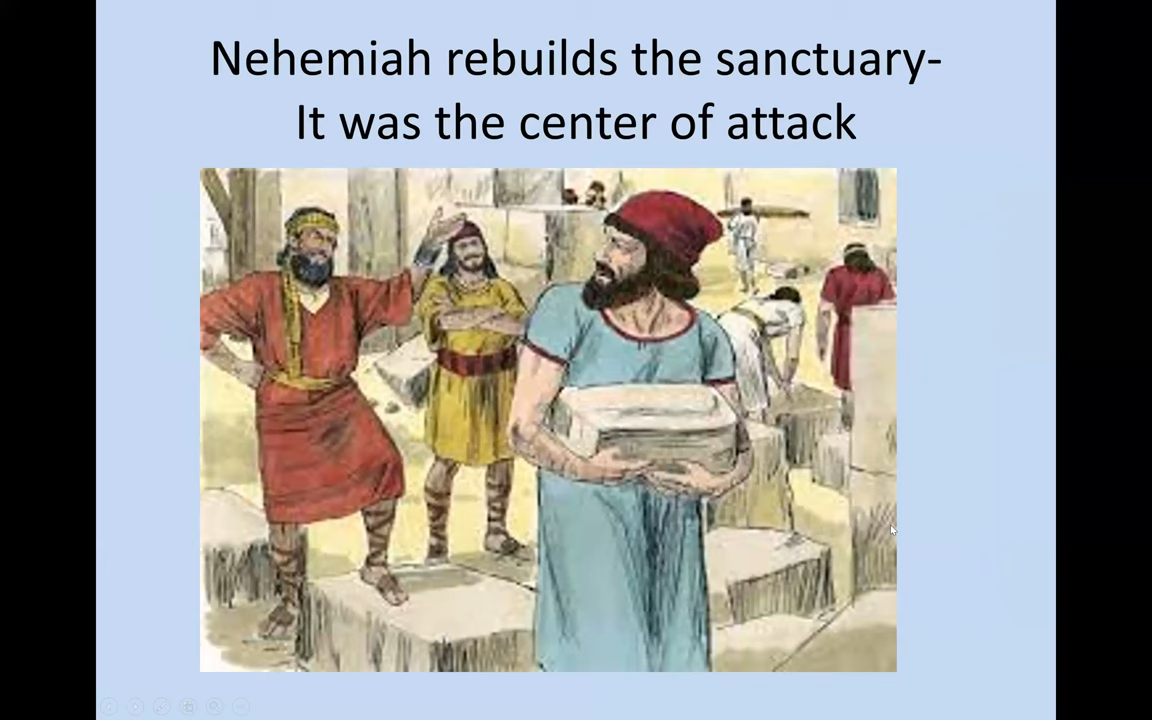 Nehemiah rebuilds the sanctuary-
It was the center of attack